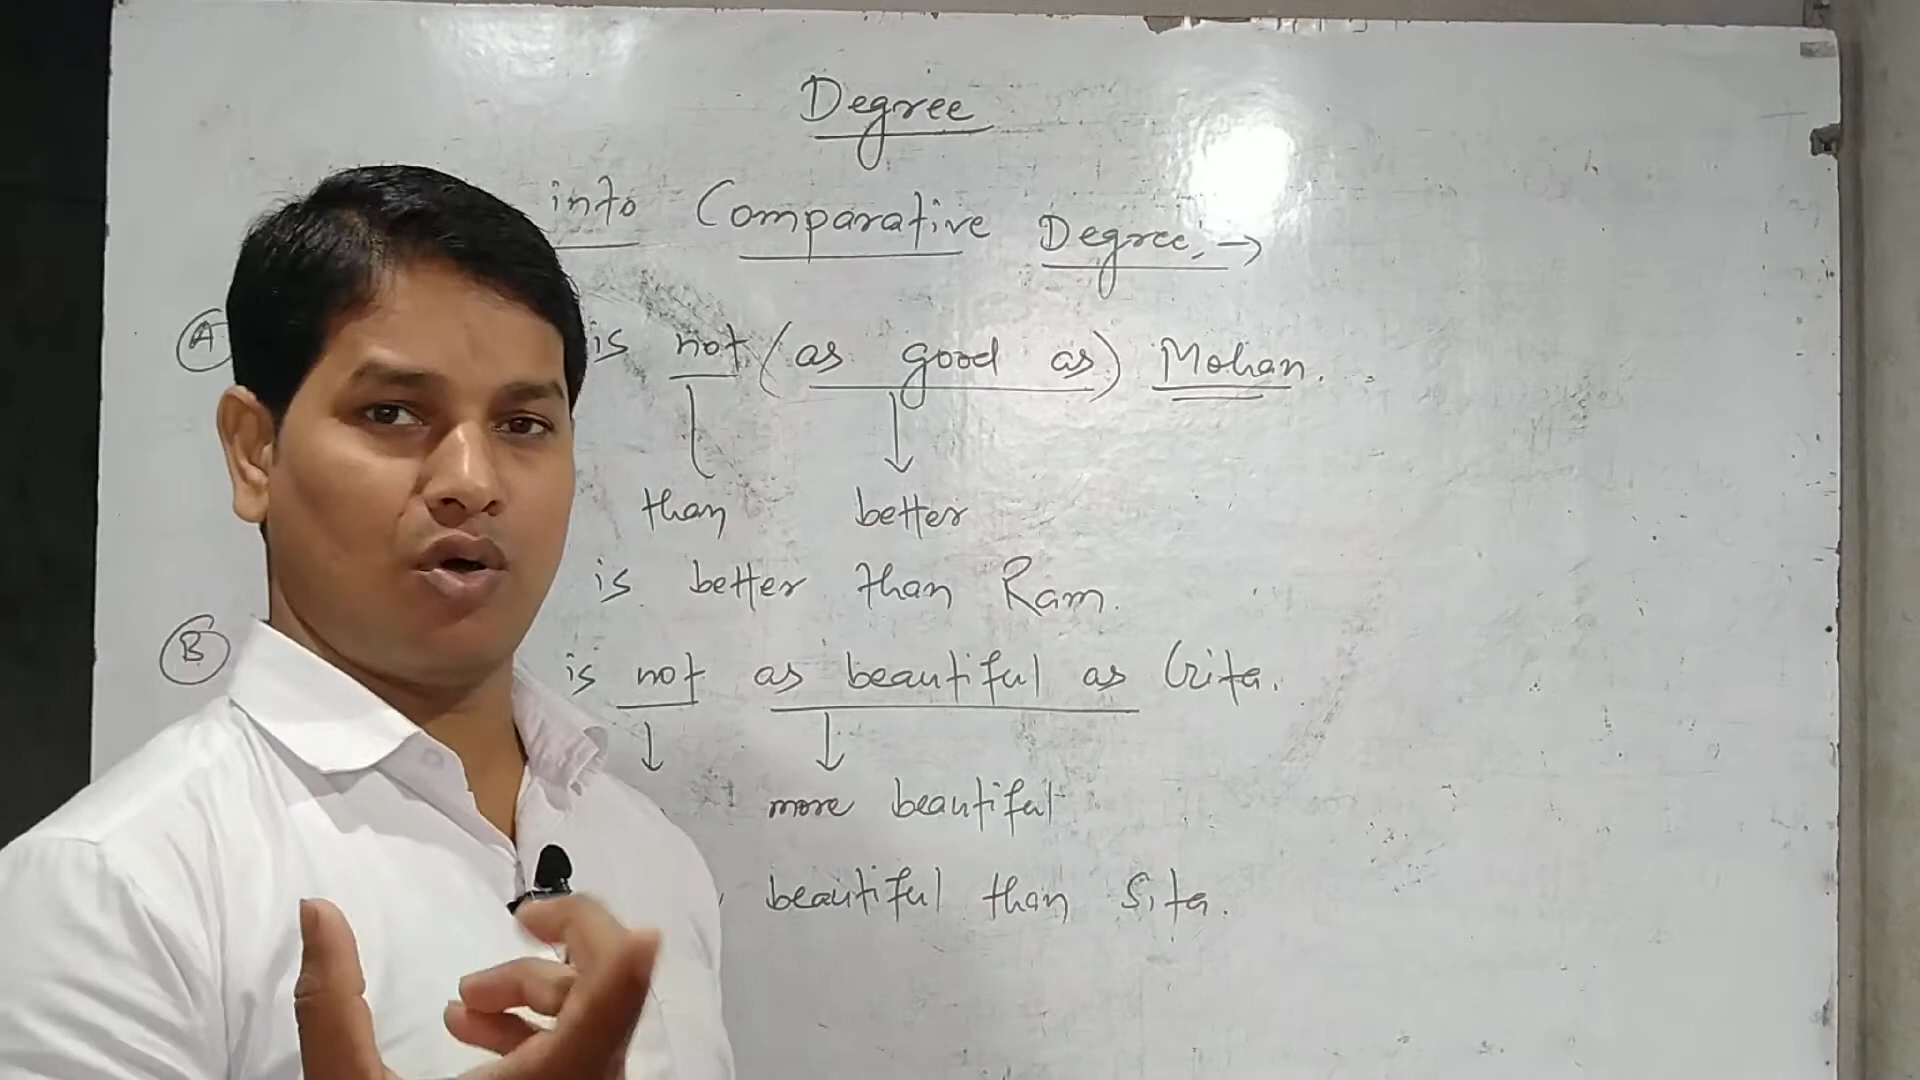 Degree
into Comparative Degree :→
A is not (as good as) Mohan.
than better
is better than Ram.
B is not as beautiful as Gita.
more beautiful
beautiful than Sita.